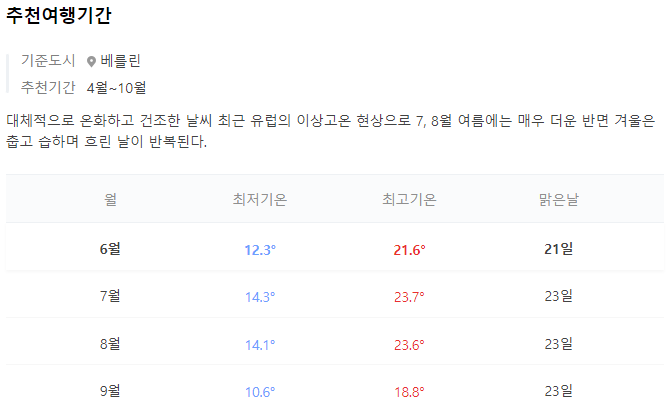 추천여행기간
기준도시 베를린
추천기간 4월~10월
대체적으로 온화하고 건조한 날씨 최근 유럽의 이상고온 현상으로 7, 8월 여름에는 매우 더운 반면 겨울은
춥고 습하며 흐린 날이 반복된다.
월 최저기온 최고기온 맑은날
6월 12.3° 21.6° 21일
7월 14.3° 23.7° 23일
8월 14.1° 23.6° 23일
9월 10.6° 18.8° 23일